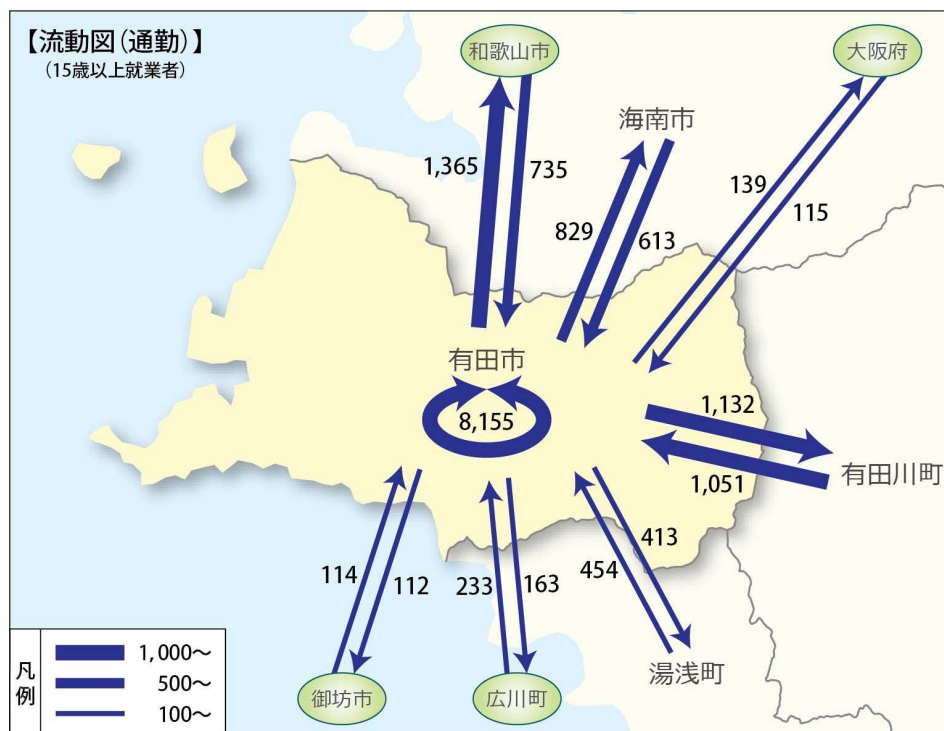 【流動図(通勤)】
(15歳以上就業者)
和歌山市
大阪府
海南市
1,365
735
139
829
613
115
有田市
8,155
1,132
有田川町
1,051
413
114
112
233
163
454
湯浅町
御坊市
広川町
凡例
1,000～
500～
100～